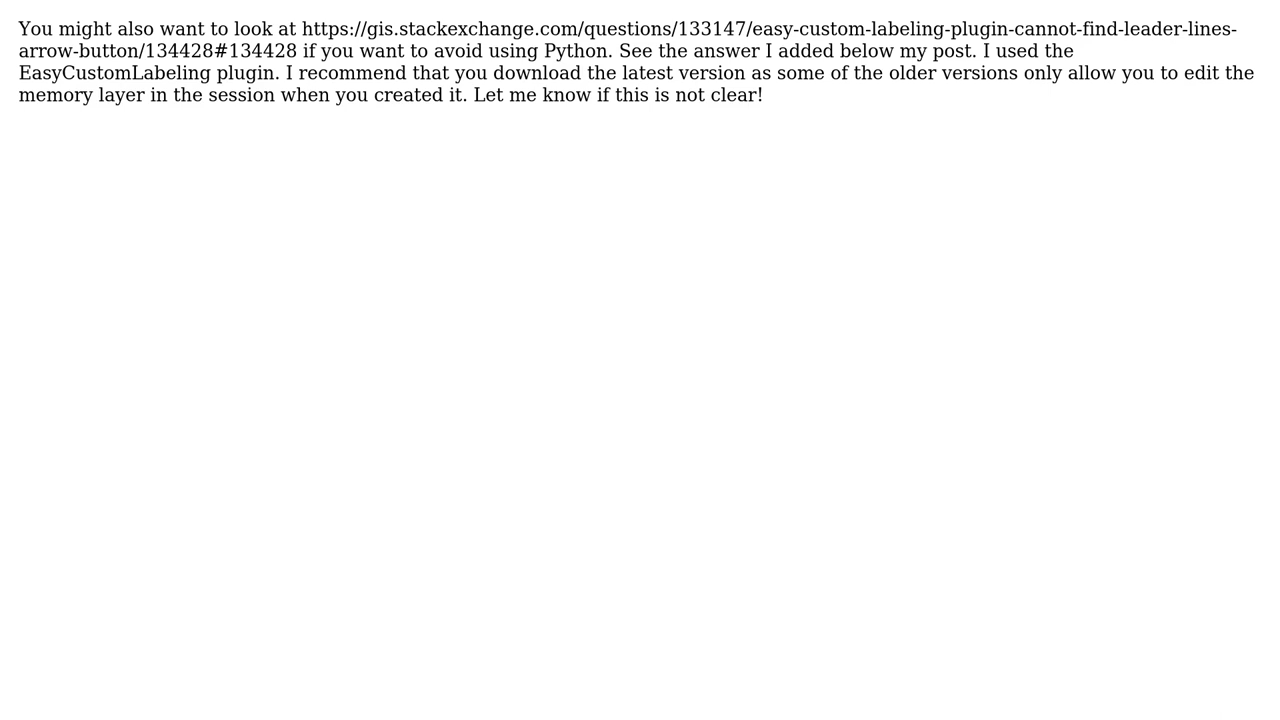 You might also want to look at https://gis.stackexchange.com/questions/133147/easy-custom-labeling-plugin-cannot-find-leader-lines-
arrow-button/134428#134428 if you want to avoid using Python. See the answer I added below my post. I used the
EasyCustomLabeling plugin. I recommend that you download the latest version as some of the older versions only allow you to edit the
memory layer in the session when you created it. Let me know if this is not clear!